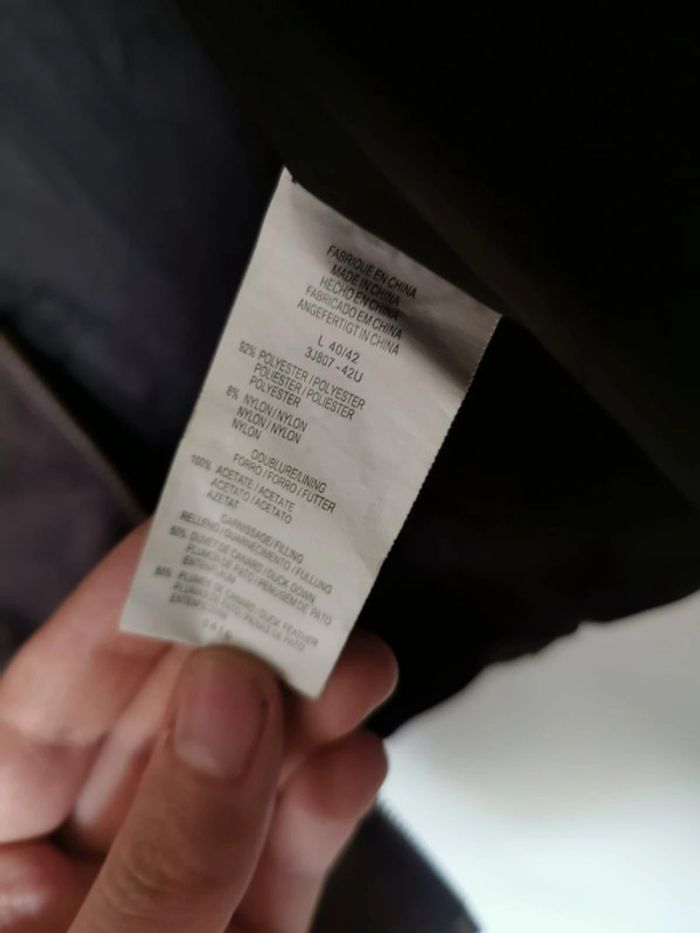 FABRIQUE EN CHINA
MADE IN CHINA
HECHO EN CHINA
FABRICADO EM CHINA
ANGEFERTIGT IN CHINA
L 40/42
3J807-42U
92% POLYESTER / POLYESTER
POLIESTER / POLIESTER
POLYESTER
8% NYLON / NYLON
NYLON / NYLON
NYLON
DOUBLURE/LINING
FORRO / FORRO / FUTTER
100% ACETATE / ACETATE
ACETATO / ACETATO
AZETAT
GARNISSAGE/FILLING
RELLENO / GUARNECIMENTO / FULLUNG
50% DUVET DE CANARD / DUCK DOWN
PLUMON DE PATO / PENUGEM DE PATO
ENTENDAUM
50% PLUMES DE CANARD / DUCK FEATHER
PLUMAS DE PATO / PENAS DE PATO